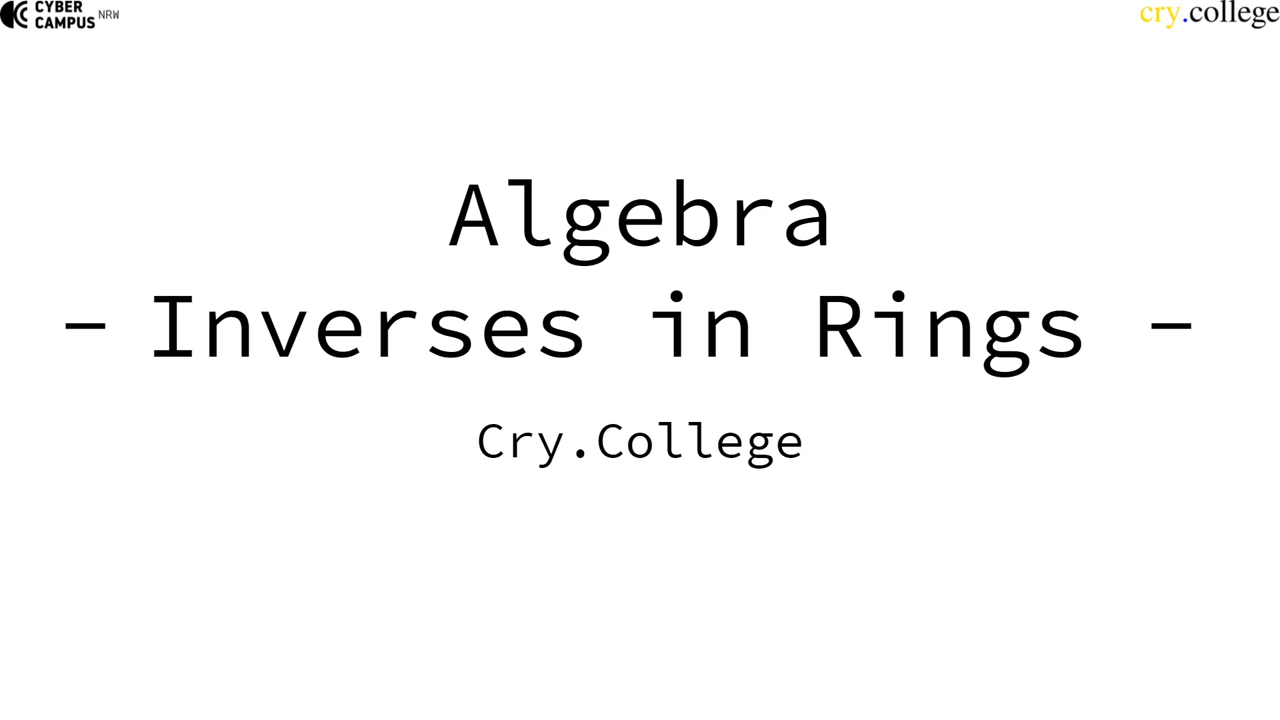 CYBER
CAMPUS NRW
cry.college
Algebra
- Inverses in Rings -
Cry.College